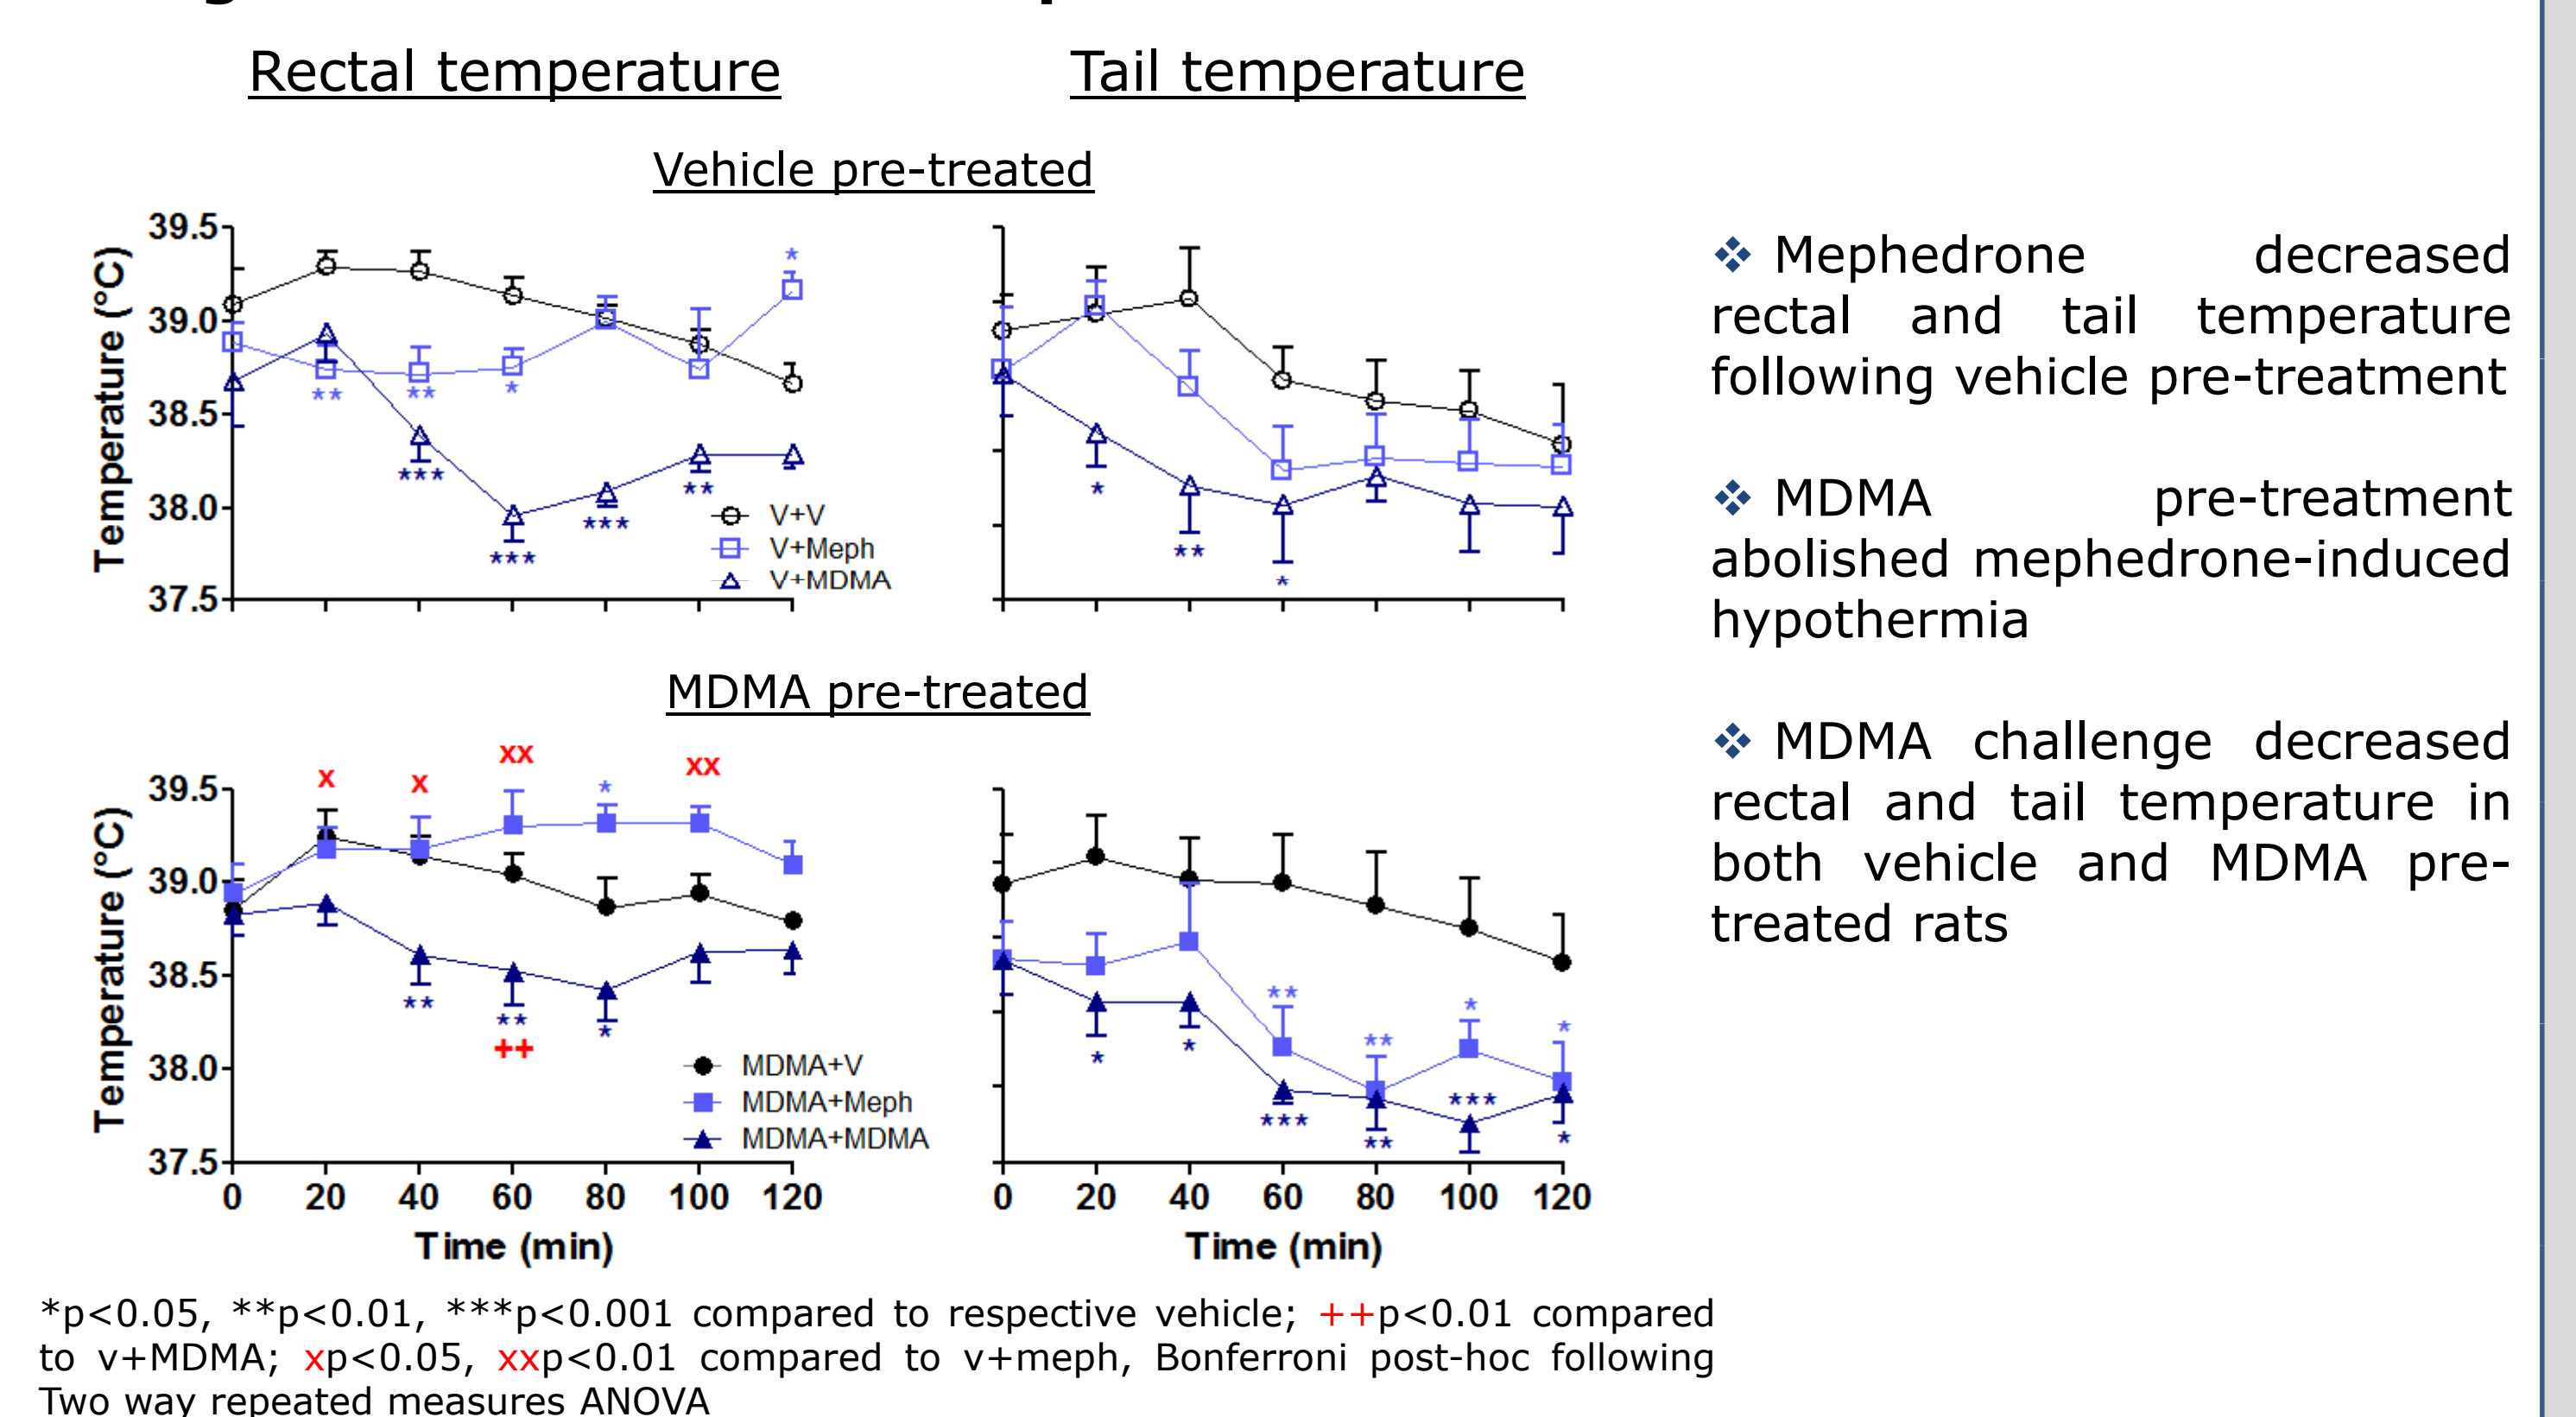 Rectal temperature
Tail temperature
Vehicle pre-treated
Temperature (°C)
39.5
39.0
38.5
38.0
37.5
**
**
*
*
***
***
***
**
V+V
V+Meph
V+MDMA
*
**
*
MDMA pre-treated
Temperature (°C)
39.5
39.0
38.5
38.0
37.5
x
x
xx
*
xx
**
**
++
*
MDMA+V
MDMA+Meph
MDMA+MDMA
0 20 40 60 80 100 120
Time (min)
*
*
**
***
**
**
*
***
*
*
0 20 40 60 80 100 120
Time (min)
❖ Mephedrone decreased
rectal and tail temperature
following vehicle pre-treatment
❖ MDMA pre-treatment
abolished mephedrone-induced
hypothermia
❖ MDMA challenge decreased
rectal and tail temperature in
both vehicle and MDMA pre-
treated rats
*p<0.05, **p<0.01, ***p<0.001 compared to respective vehicle; ++p<0.01 compared
to v+MDMA; xp<0.05, xxp<0.01 compared to v+meph, Bonferroni post-hoc following
Two way repeated measures ANOVA